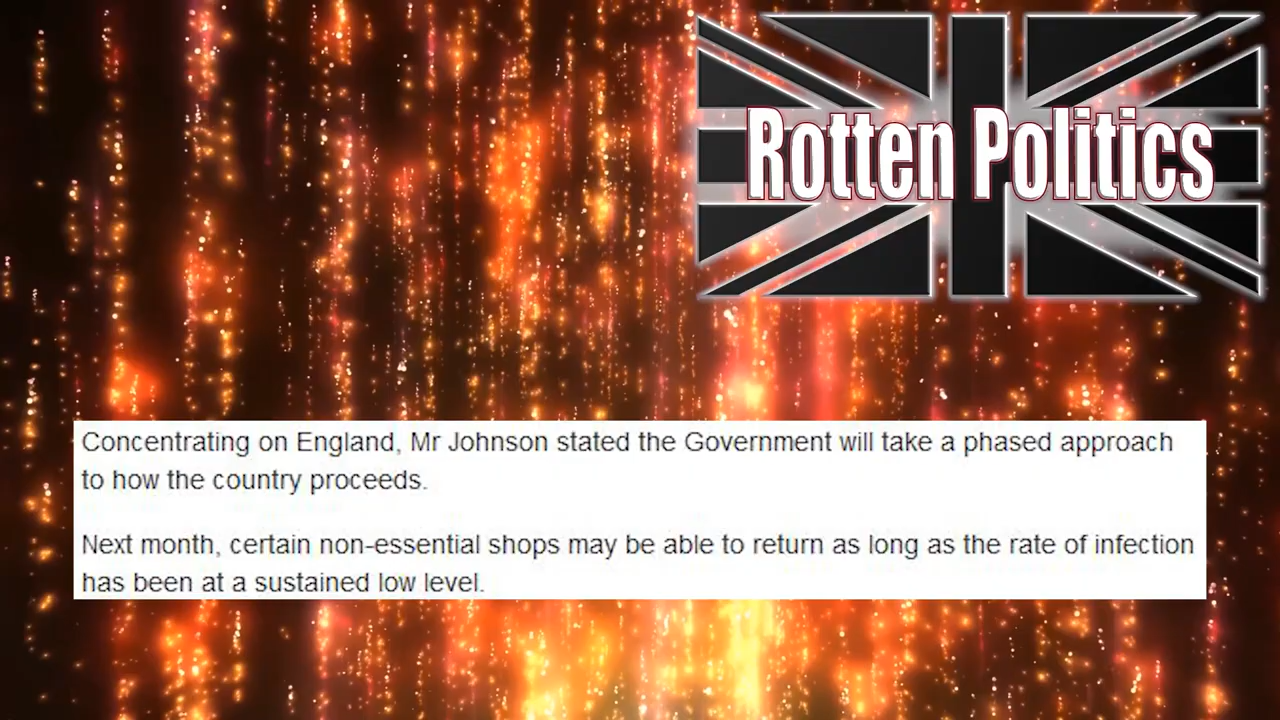 Rotten Politics
Concentrating on England, Mr Johnson stated the Government will take a phased approach
to how the country proceeds.
Next month, certain non-essential shops may be able to return as long as the rate of infection
has been at a sustained low level.